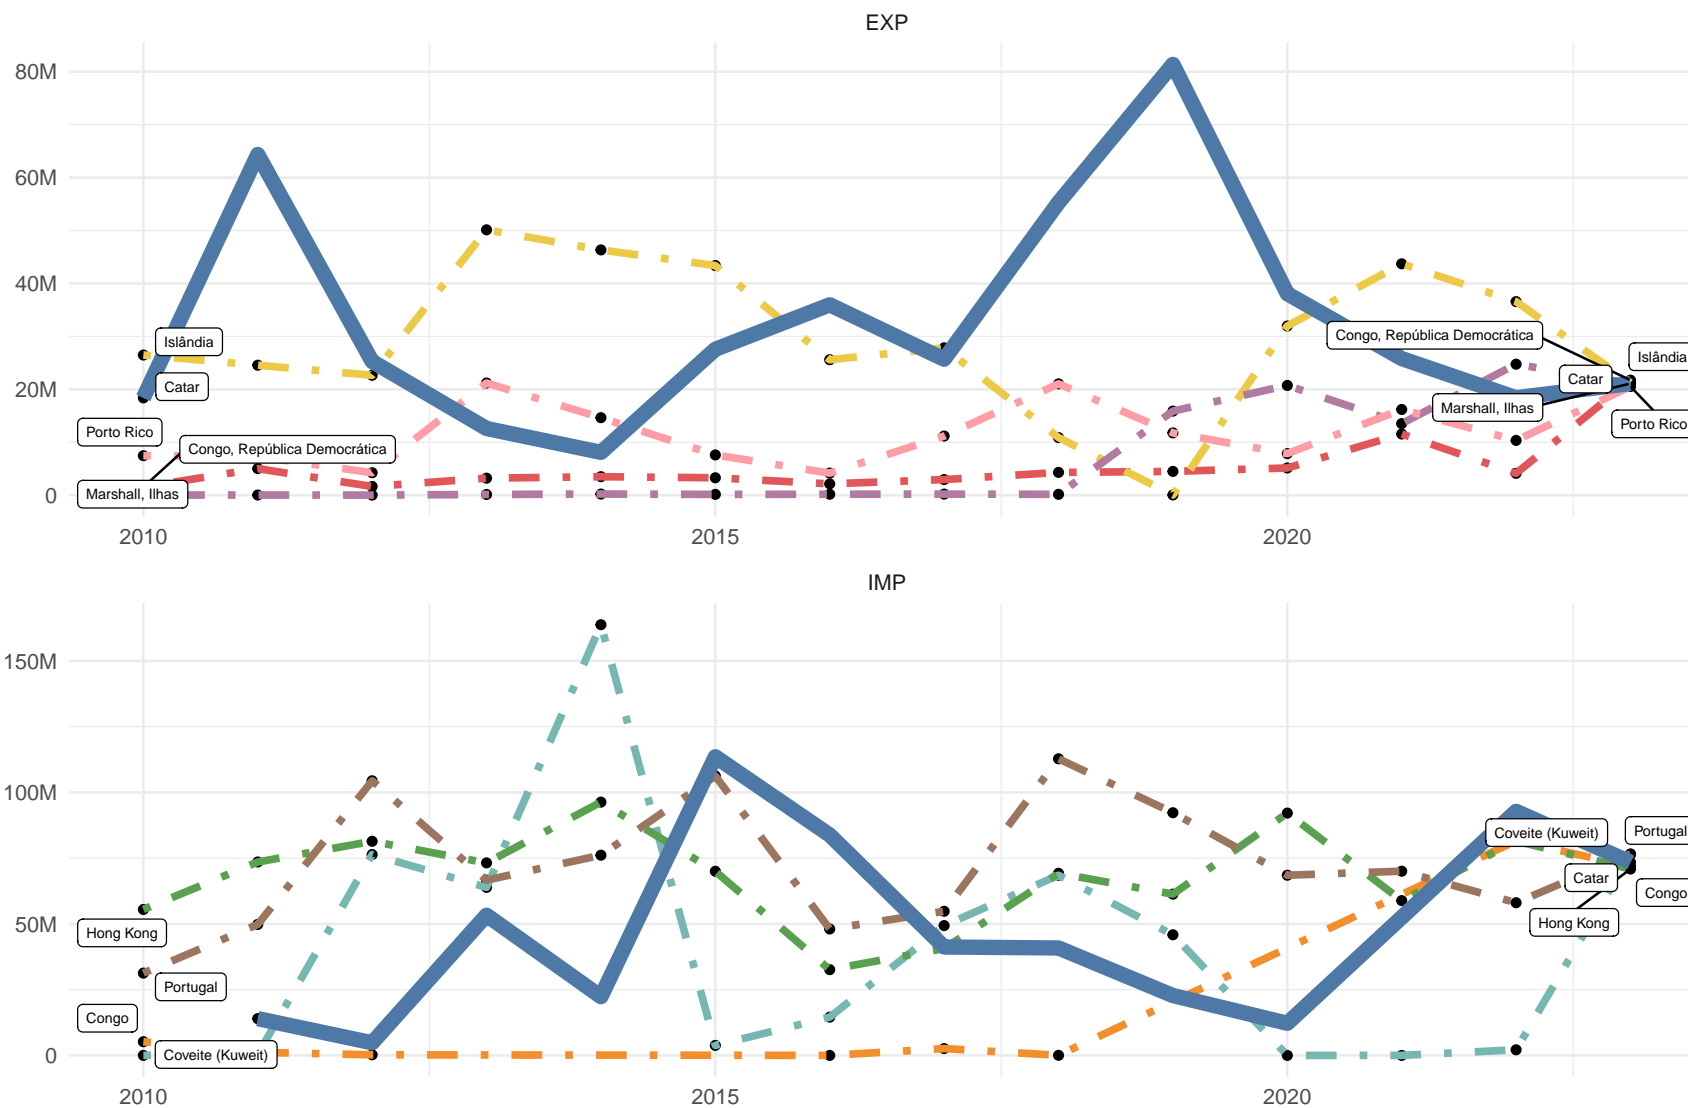 EXP
80M
60M
40M
20M
0
Islândia
Catar
Porto Rico
Congo, República Democrática
Marshall, Ilhas
Congo, República Democrática
Islândia
Catar
Marshall, Ilhas
Porto Rico
2010
2015
2020
IMP
150M
100M
50M
0
Hong Kong
Portugal
Congo
Coveite (Kuweit)
Coveite (Kuweit)
Portugal
Catar
Congo
Hong Kong
2010
2015
2020